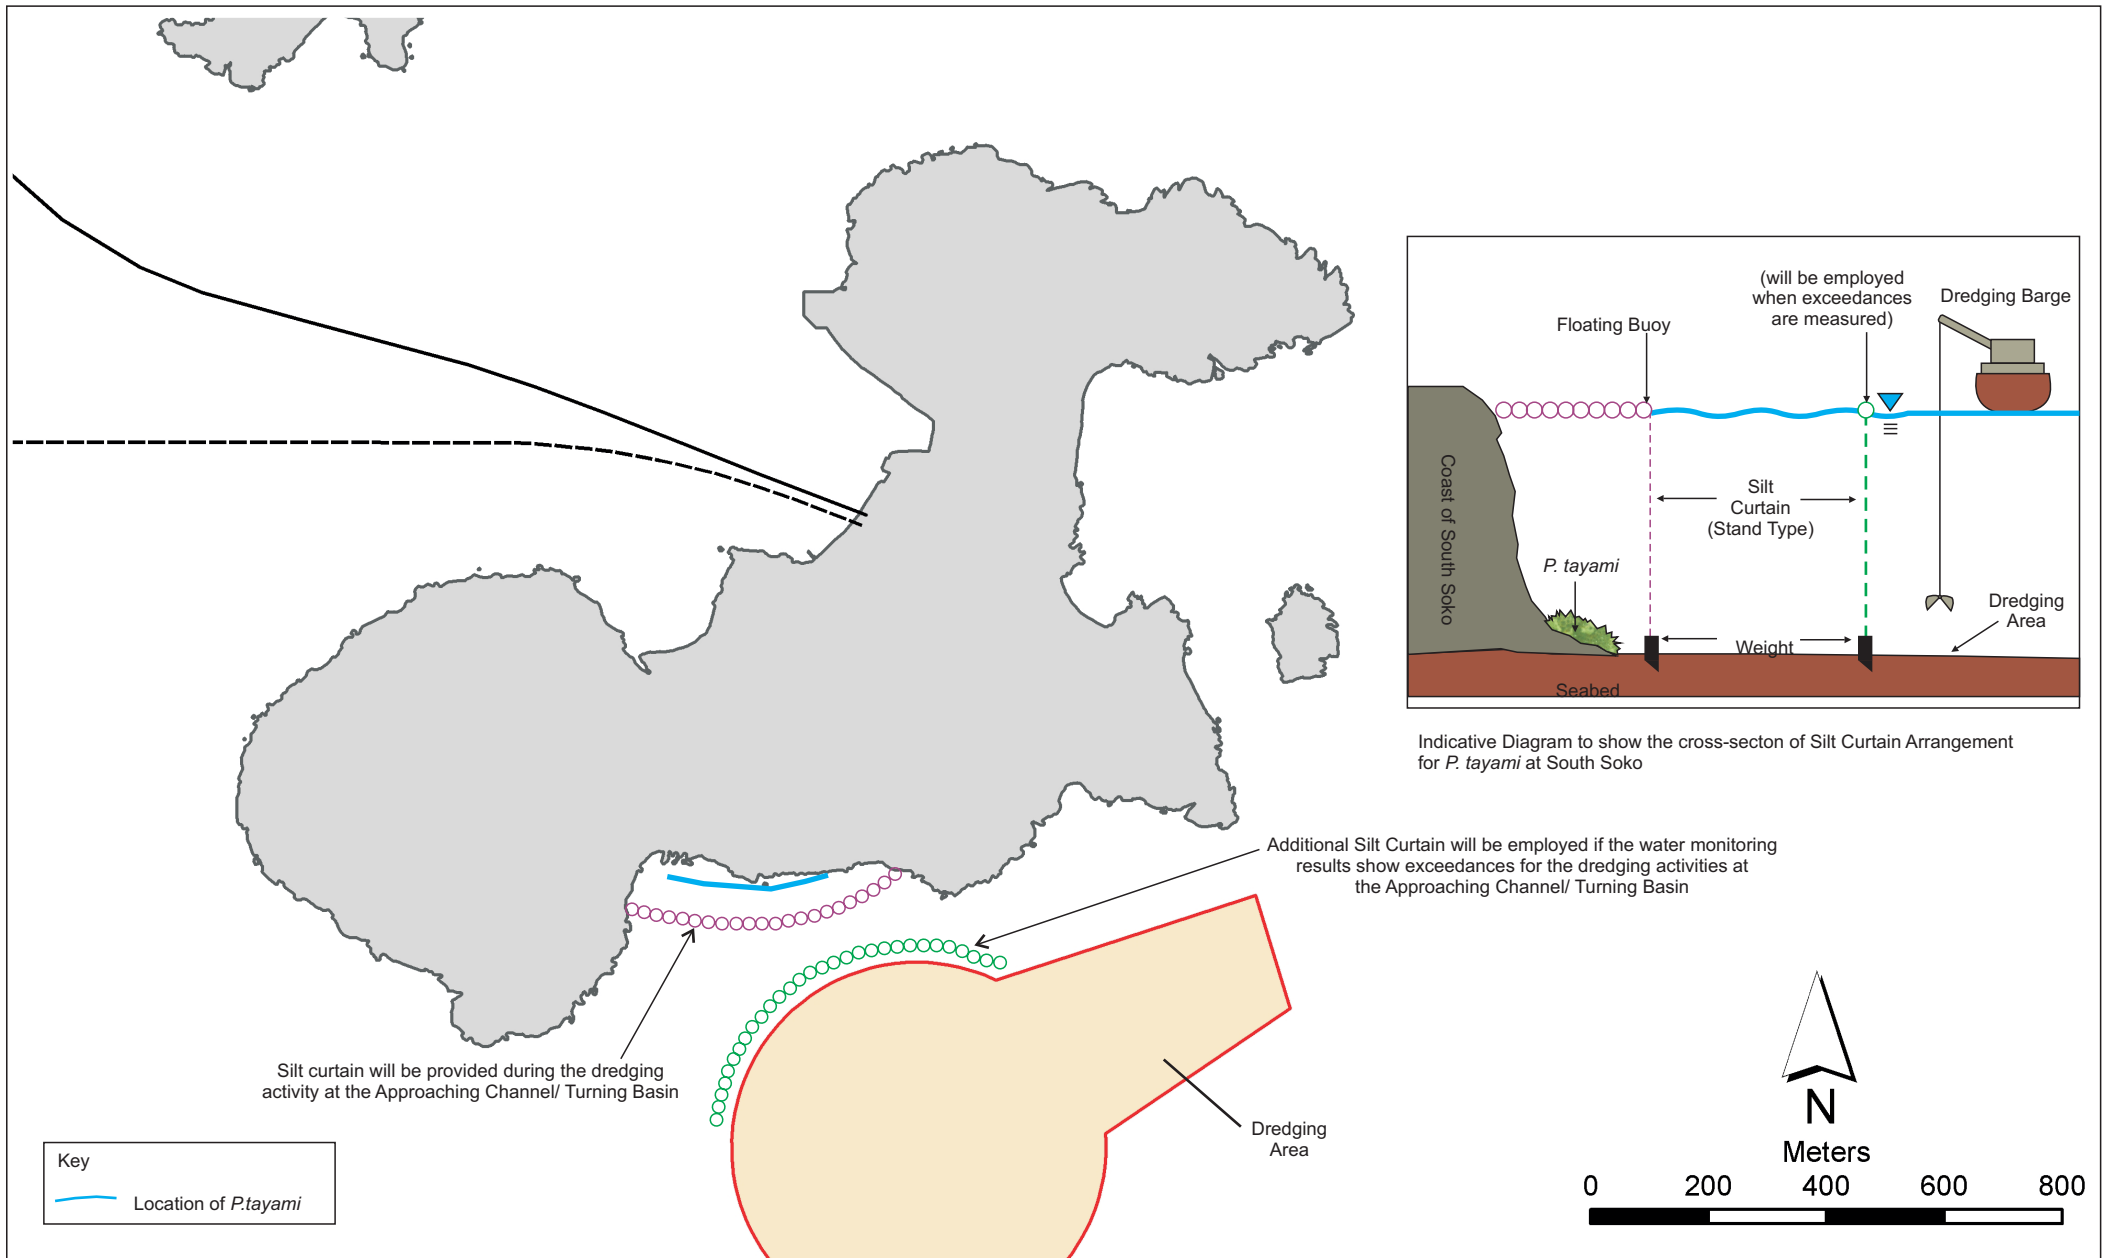 (will be employed
when exceedances
are measured)
Dredging Barge
Floating Buoy
Coast of South Soko
Silt
Curtain
(Stand Type)
P. tayami
Dredging
Area
Weight
Seabed
Indicative Diagram to show the cross-secton of Silt Curtain Arrangement
for P. tayami at South Soko
Additional Silt Curtain will be employed if the water monitoring
results show exceedances for the dredging activities at
the Approaching Channel/ Turning Basin
Silt curtain will be provided during the dredging
activity at the Approaching Channel/ Turning Basin
Dredging
Area
Key
Location of P.tayami
N
Meters
0 200 400 600 800